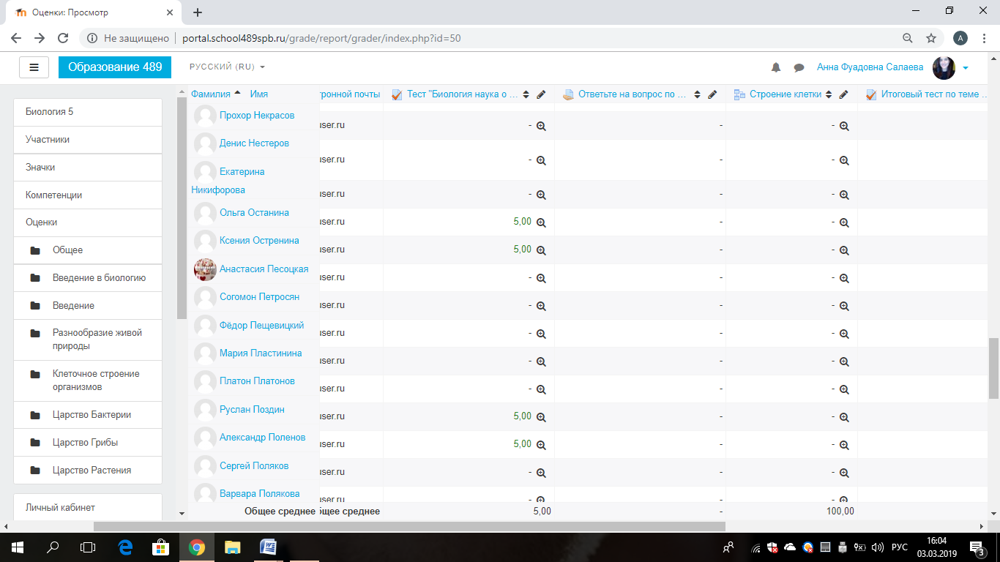 Оценки: Просмотр
Не защищено
portal.school489spb.ru/grade/report/grader/index.php?id=50
A
Образование 489
РУССКИЙ (RU)
Анна Фуадовна Салаева
Биология 5
Участники
Значки
Компетенции
Оценки
Общее
Введение в биологию
Введение
Разнообразие живой
природы
Клеточное строение
организмов
Царство Бактерии
Царство Грибы
Царство Растения
Личный кабинет
Фамилия Имя тронной почты Тест "Биология наука о ... Ответьте на вопрос по ... Строение клетки Итоговый тест по теме ...
Прохор Некрасов
user.ru - - -
Денис Нестеров
user.ru - - -
Екатерина
Никифорова
user.ru - - -
Ольга Останина
user.ru 5,00 - -
Ксения Остренина
user.ru 5,00 - -
Анастасия Песоцкая
user.ru - - -
Согомон Петросян
user.ru - - -
Фёдор Пещевицкий
user.ru - - -
Мария Пластинина
user.ru - - -
Платон Платонов
user.ru - - -
Руслан Поздин
user.ru 5,00 - -
Александр Поленов
user.ru 5,00 - -
Сергей Поляков
user.ru - - -
Варвара Полякова
user.ru - - -
Общее среднее бщее среднее 5,00 - 100,00
РУС
16:04
03.03.2019
3